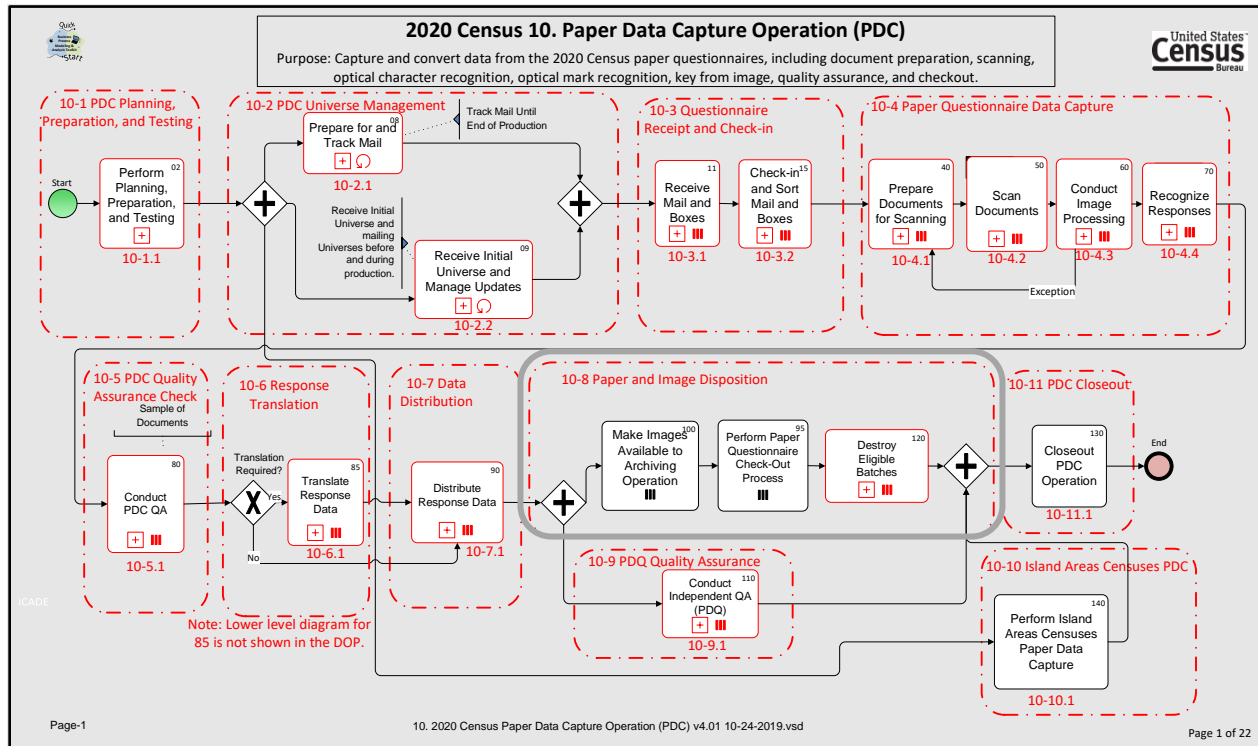 2020 Census 10. Paper Data Capture Operation (PDC)
Purpose: Capture and convert data from the 2020 Census paper questionnaires, including document preparation, scanning,
optical character recognition, optical mark recognition, key from image, quality assurance, and checkout.
Quick
Business
Process
Modeling &
Analysis Toolkit
Start
United States
Census
Bureau
10-1 PDC Planning,
Preparation, and Testing
Start
02
Perform
Planning,
Preparation,
and Testing
10-1.1
10-2 PDC Universe Management
08
Prepare for and
Track Mail
10-2.1
Track Mail Until
End of Production
Receive Initial
Universe and
mailing
Universes before
and during
production.
09
Receive Initial
Universe and
Manage Updates
10-2.2
10-3 Questionnaire
Receipt and Check-in
11
Receive
Mail and
Boxes
10-3.1
15
Check-in
and Sort
Mail and
Boxes
10-3.2
10-4 Paper Questionnaire Data Capture
40
Prepare
Documents
for Scanning
10-4.1
50
Scan
Documents
10-4.2
60
Conduct
Image
Processing
10-4.3
70
Recognize
Responses
10-4.4
Exception
10-5 PDC Quality
Assurance Check
Sample of
Documents
80
Conduct
PDC QA
10-5.1
10-6 Response
Translation
Translation
Required?
X
Yes
No
85
Translate
Response
Data
10-6.1
Note: Lower level diagram for
85 is not shown in the DOP.
10-7 Data
Distribution
90
Distribute
Response Data
10-7.1
10-8 Paper and Image Disposition
100
Make Images
Available to
Archiving
Operation
95
Perform Paper
Questionnaire
Check-Out
Process
120
Destroy
Eligible
Batches
10-9 PDQ Quality Assurance
110
Conduct
Independent QA
(PDQ)
10-9.1
10-11 PDC Closeout
130
Closeout
PDC
Operation
10-11.1
End
10-10 Island Areas Censuses PDC
140
Perform Island
Areas Censuses
Paper Data
Capture
10-10.1
ICADE
Page-1
10. 2020 Census Paper Data Capture Operation (PDC) v4.01 10-24-2019.vsd
Page 1 of 22